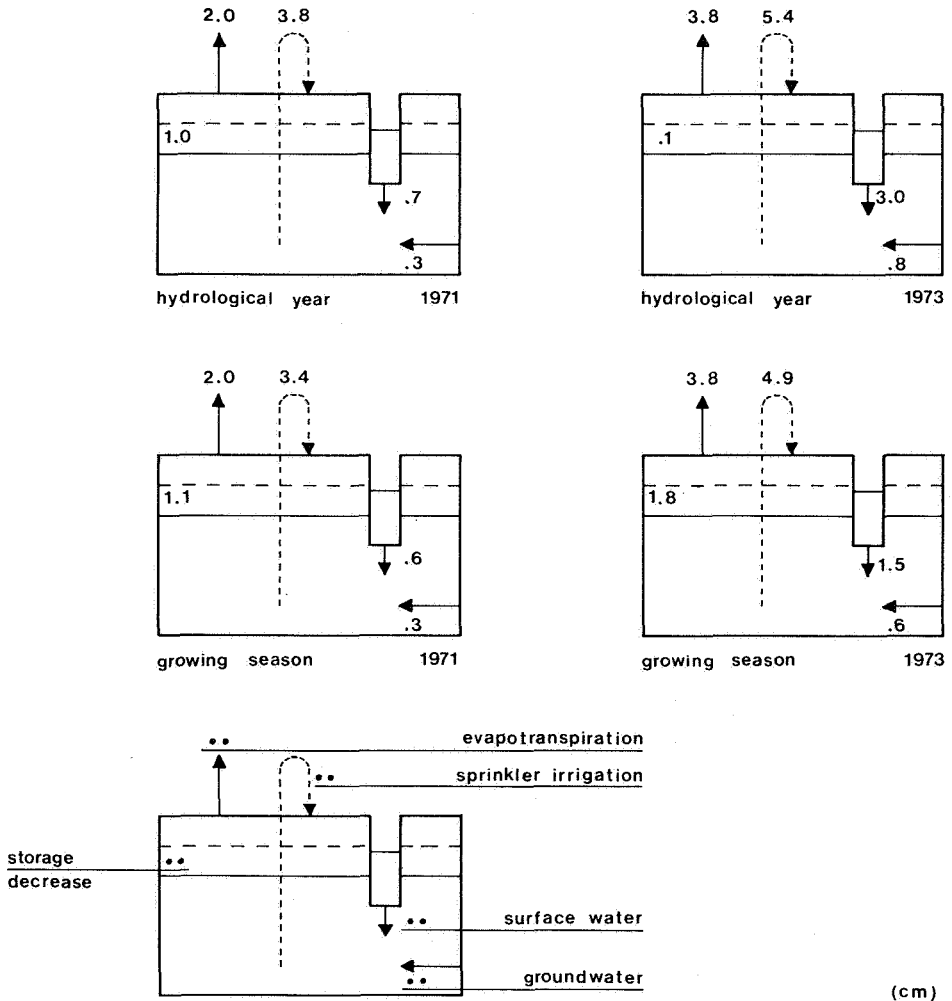 2.0 3.8
3.8 5.4
1.0
.1
.7
3.0
.3
.8
hydrological year 1971
hydrological year 1973
2.0 3.4
3.8 4.9
1.1
1.8
.6
1.5
.3
.6
growing season 1971
growing season 1973
evapotranspiration
sprinkler irrigation
storage
decrease
surface water
groundwater
(cm)